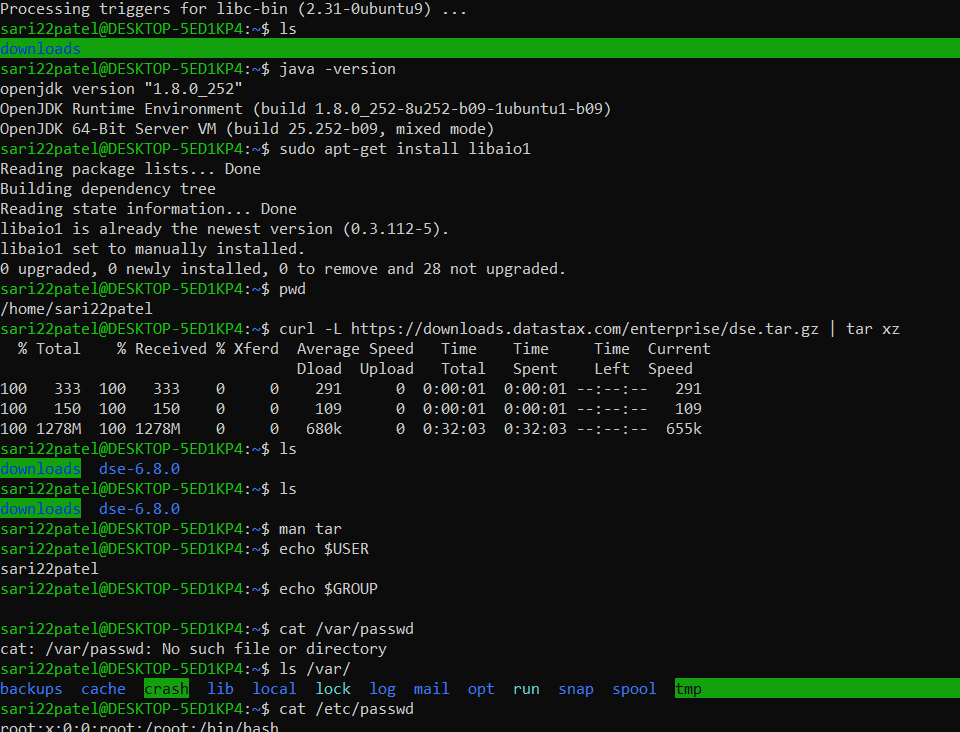 Processing triggers for libc-bin (2.31-0ubuntu9) ...
sari22patel@DESKTOP-5ED1KP4:~$ ls
downloads
sari22patel@DESKTOP-5ED1KP4:~$ java -version
openjdk version "1.8.0_252"
OpenJDK Runtime Environment (build 1.8.0_252-8u252-b09-1ubuntu1-b09)
OpenJDK 64-Bit Server VM (build 25.252-b09, mixed mode)
sari22patel@DESKTOP-5ED1KP4:~$ sudo apt-get install libaio1
Reading package lists... Done
Building dependency tree
Reading state information... Done
libaio1 is already the newest version (0.3.112-5).
libaio1 set to manually installed.
0 upgraded, 0 newly installed, 0 to remove and 28 not upgraded.
sari22patel@DESKTOP-5ED1KP4:~$ pwd
/home/sari22patel
sari22patel@DESKTOP-5ED1KP4:~$ curl -L https://downloads.datastax.com/enterprise/dse.tar.gz | tar xz
  % Total    % Received % Xferd  Average Speed   Time    Time     Time  Current
                                 Dload  Upload   Total   Spent    Left  Speed
100   333  100   333    0     0    291      0  0:00:01  0:00:01 --:--:--   291
100   150  100   150    0     0    109      0  0:00:01  0:00:01 --:--:--   109
100 1278M  100 1278M    0     0   680k      0  0:32:03  0:32:03 --:--:--  655k
sari22patel@DESKTOP-5ED1KP4:~$ ls
downloads  dse-6.8.0
sari22patel@DESKTOP-5ED1KP4:~$ ls
downloads  dse-6.8.0
sari22patel@DESKTOP-5ED1KP4:~$ man tar
sari22patel@DESKTOP-5ED1KP4:~$ echo $USER
sari22patel
sari22patel@DESKTOP-5ED1KP4:~$ echo $GROUP

sari22patel@DESKTOP-5ED1KP4:~$ cat /var/passwd
cat: /var/passwd: No such file or directory
sari22patel@DESKTOP-5ED1KP4:~$ ls /var/
backups  cache  crash  lib  local  lock  log  mail  opt  run  snap  spool  tmp
sari22patel@DESKTOP-5ED1KP4:~$ cat /etc/passwd
root:x:0:0:root:/root:/bin/bash